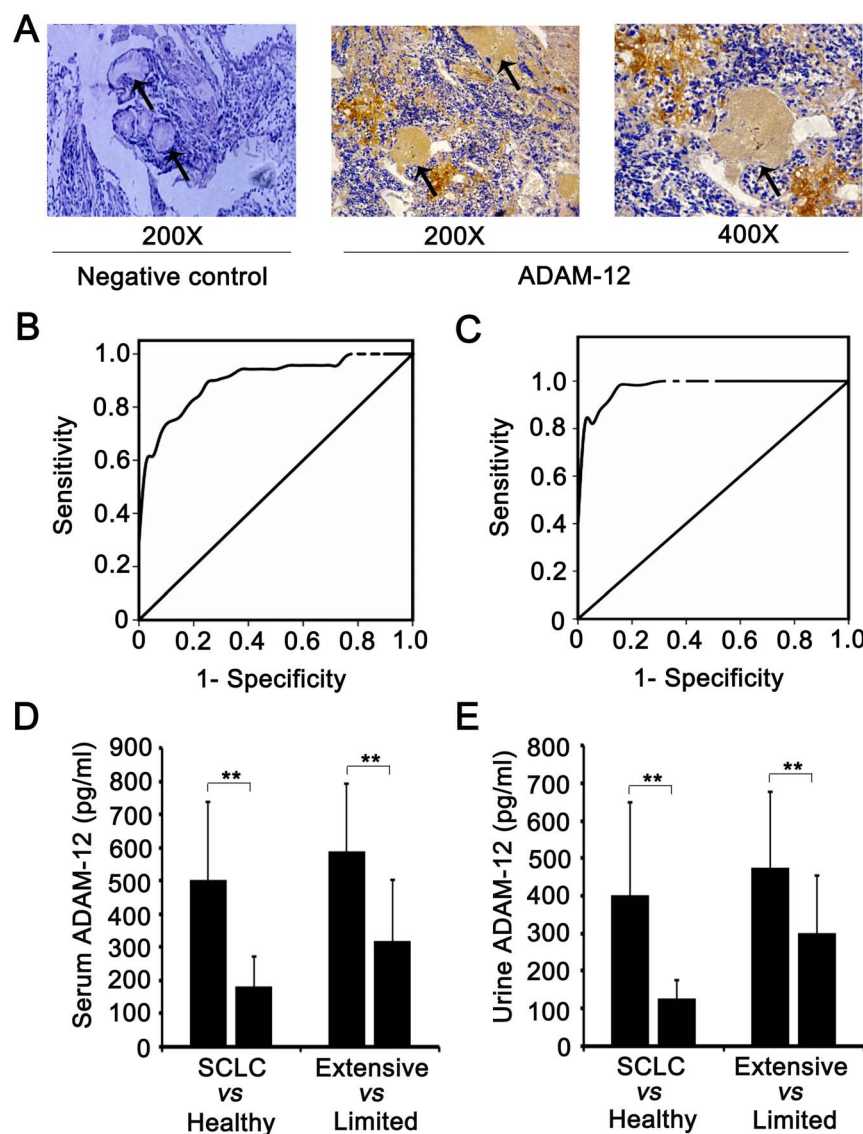 A
200X
200X
400X
Negative control
ADAM-12
B
Sensitivity
1.0
0.8
0.6
0.4
0.2
0
0
0.2
0.4
0.6
0.8
1.0
1- Specificity
C
Sensitivity
1.0
0.8
0.6
0.4
0.2
0
0
0.2
0.4
0.6
0.8
1.0
1- Specificity
D
Serum ADAM-12 (pg/ml)
900
800
700
600
500
400
300
200
100
0
**
**
SCLC
vs
Healthy
Extensive
vs
Limited
E
Urine ADAM-12 (pg/ml)
800
700
600
500
400
300
200
100
0
**
**
SCLC
vs
Healthy
Extensive
vs
Limited